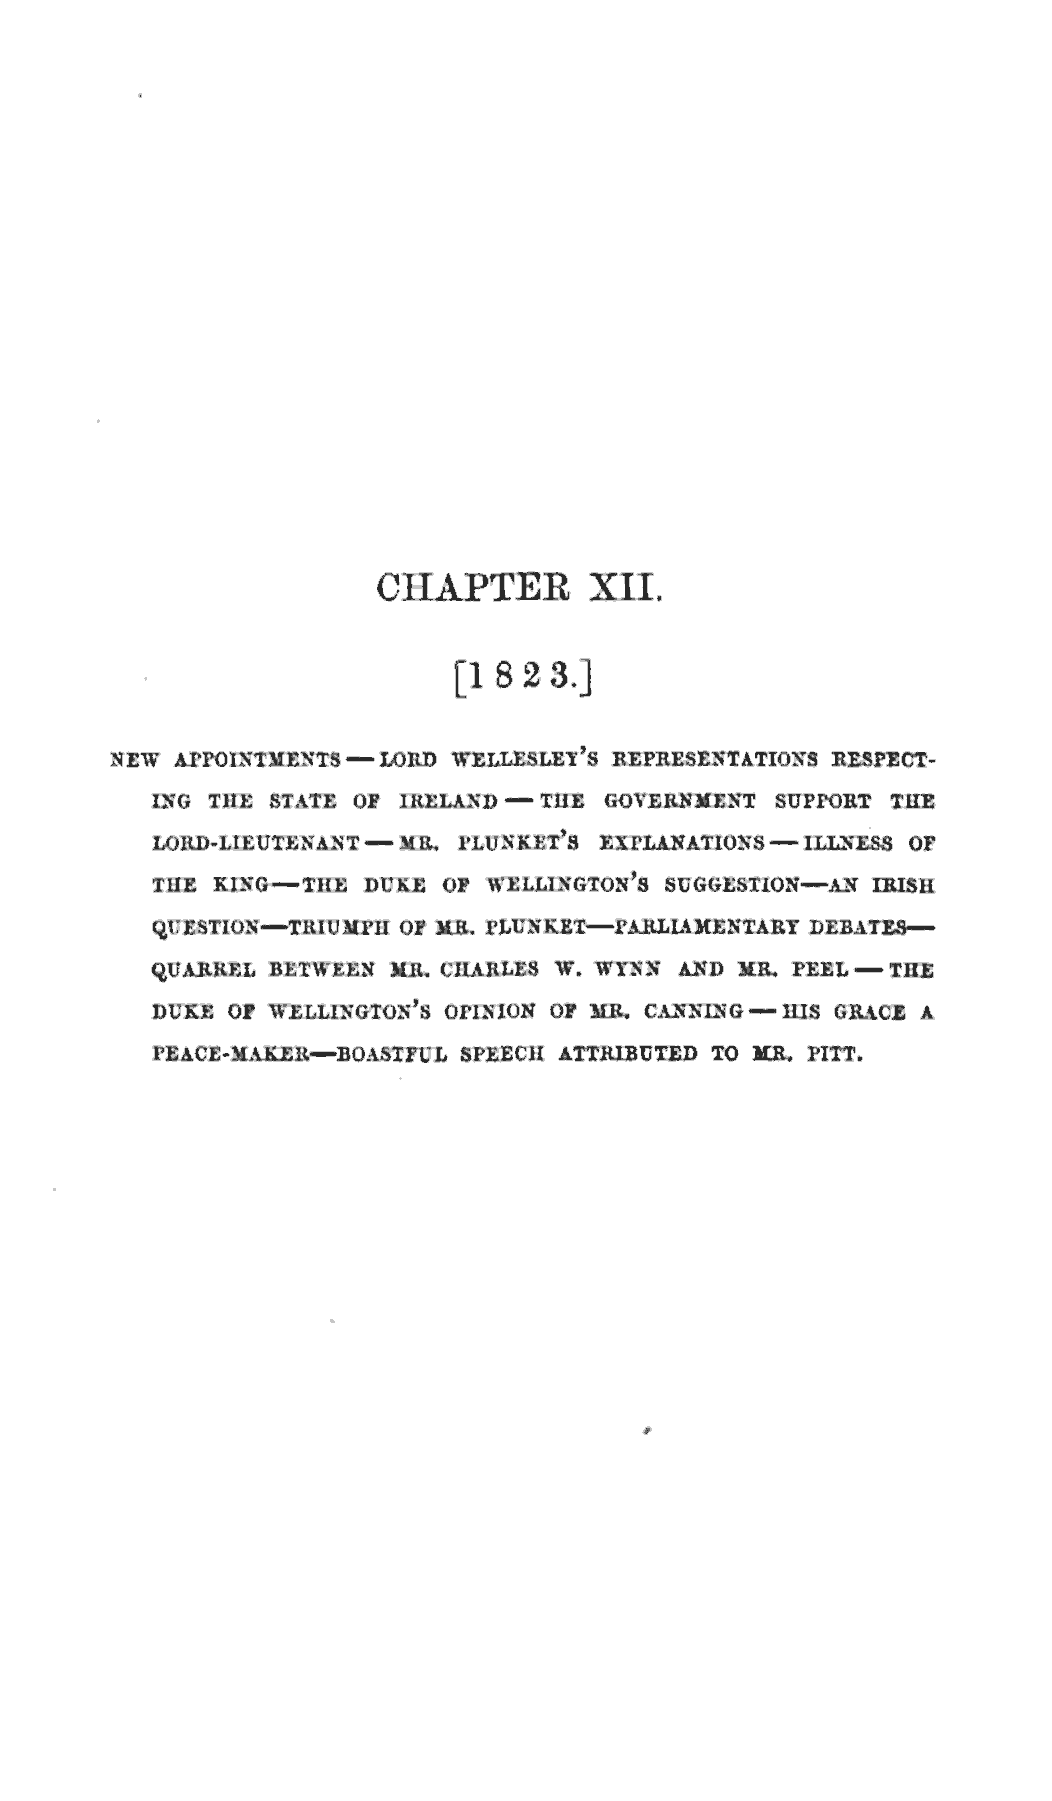 CHAPTER XII.
[1823.]
NEW APPOINTMENTS—LORD WELLESLEY'S REPRESENTATIONS RESPECT-
ING THE STATE OF IRELAND—THE GOVERNMENT SUPPORT THE
LORD-LIEUTENANT—MR. PLUNKET'S EXPLANATIONS—ILLNESS OF
THE KING—THE DUKE OF WELLINGTON'S SUGGESTION—AN IRISH
QUESTION—TRIUMPH OF MR. PLUNKET—PARLIAMENTARY DEBATES—
QUARREL BETWEEN MR. CHARLES W. WYNN AND MR. PEEL—THE
DUKE OF WELLINGTON'S OPINION OF MR. CANNING—HIS GRACE A
PEACE-MAKER—BOASTFUL SPEECH ATTRIBUTED TO MR. PITT.